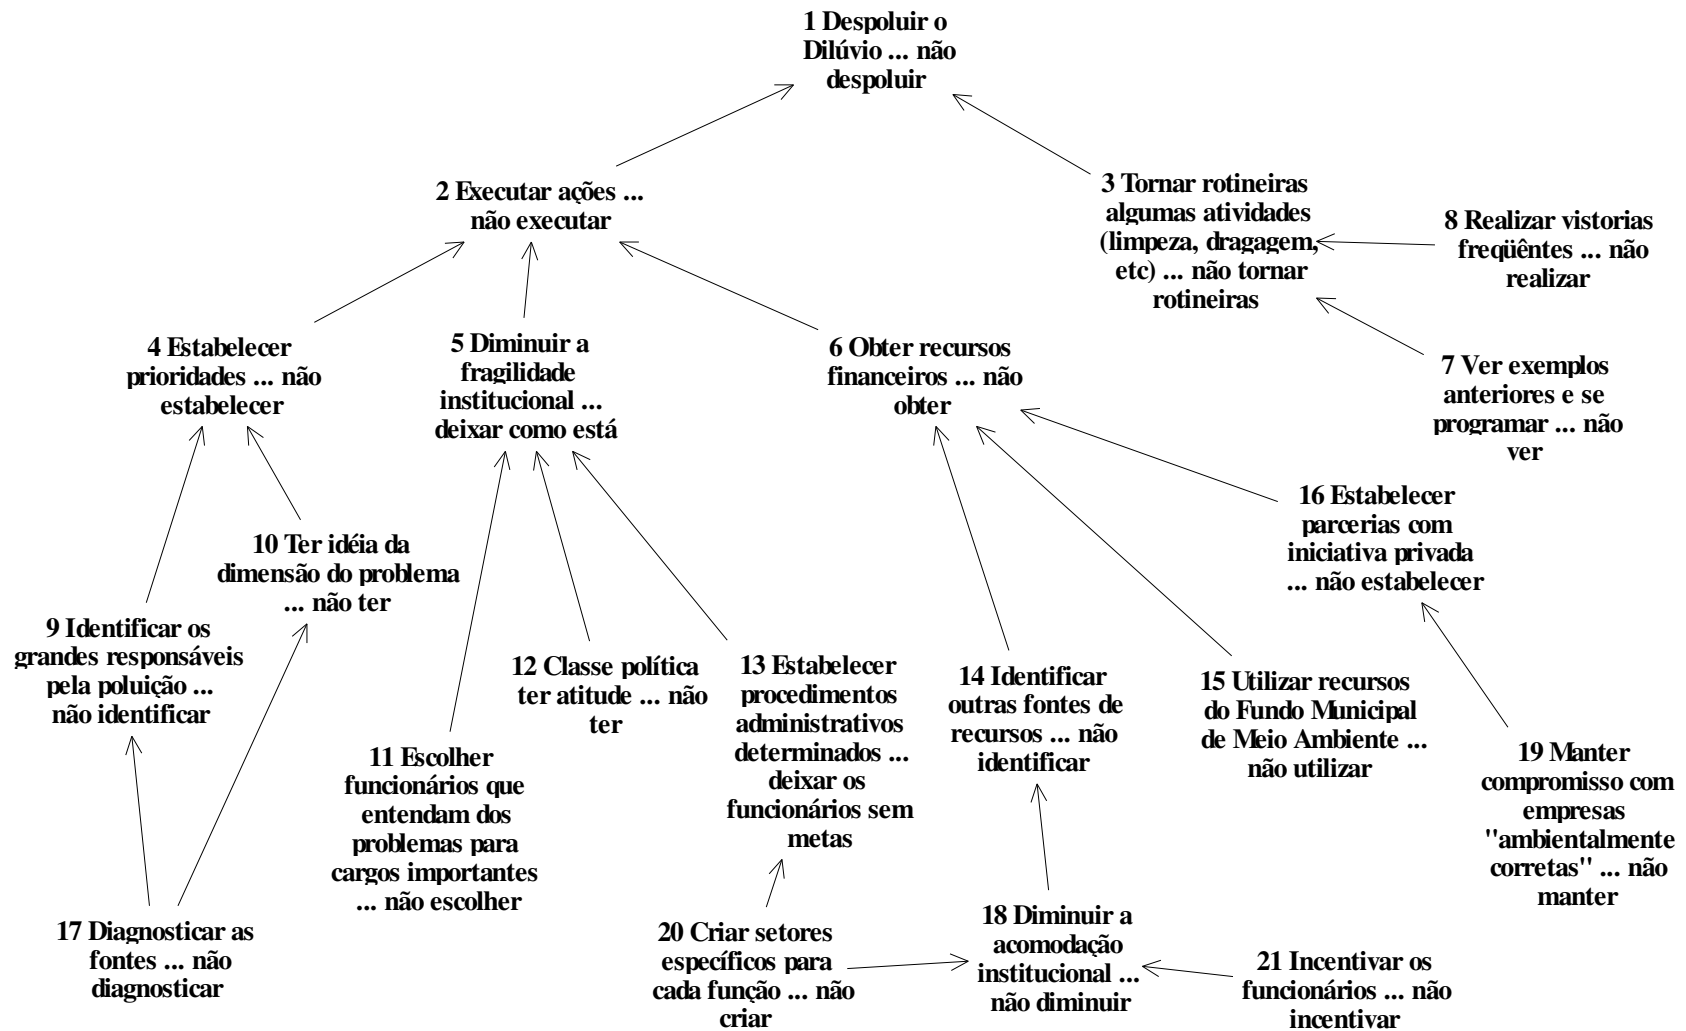 1 Despoluir o
Dilúvio ... não
despoluir
2 Executar ações ...
não executar
3 Tornar rotineiras
algumas atividades
(limpeza, dragagem,
etc) ... não tornar
rotineiras
8 Realizar vistorias
freqüêntes ... não
realizar
4 Estabelecer
prioridades ... não
estabelecer
5 Diminuir a
fragilidade
institucional ...
deixar como está
6 Obter recursos
financeiros ... não
obter
7 Ver exemplos
anteriores e se
programar ... não
ver
16 Estabelecer
parcerias com
iniciativa privada
... não estabelecer
10 Ter idéia da
dimensão do problema
... não ter
9 Identificar os
grandes responsáveis
pela poluição ...
não identificar
12 Classe política
ter atitude ... não
ter
13 Estabelecer
procedimentos
administrativos
determinados ...
deixar os
funcionários sem
metas
14 Identificar
outras fontes de
recursos ... não
identificar
15 Utilizar recursos
do Fundo Municipal
de Meio Ambiente ...
não utilizar
11 Escolher
funcionários que
entendam dos
problemas para
cargos importantes
... não escolher
19 Manter
compromisso com
empresas
"ambientalmente
corretas" ... não
manter
17 Diagnosticar as
fontes ... não
diagnosticar
20 Criar setores
específicos para
cada função ... não
criar
18 Diminuir a
acomodação
institucional ...
não diminuir
21 Incentivar os
funcionários ... não
incentivar